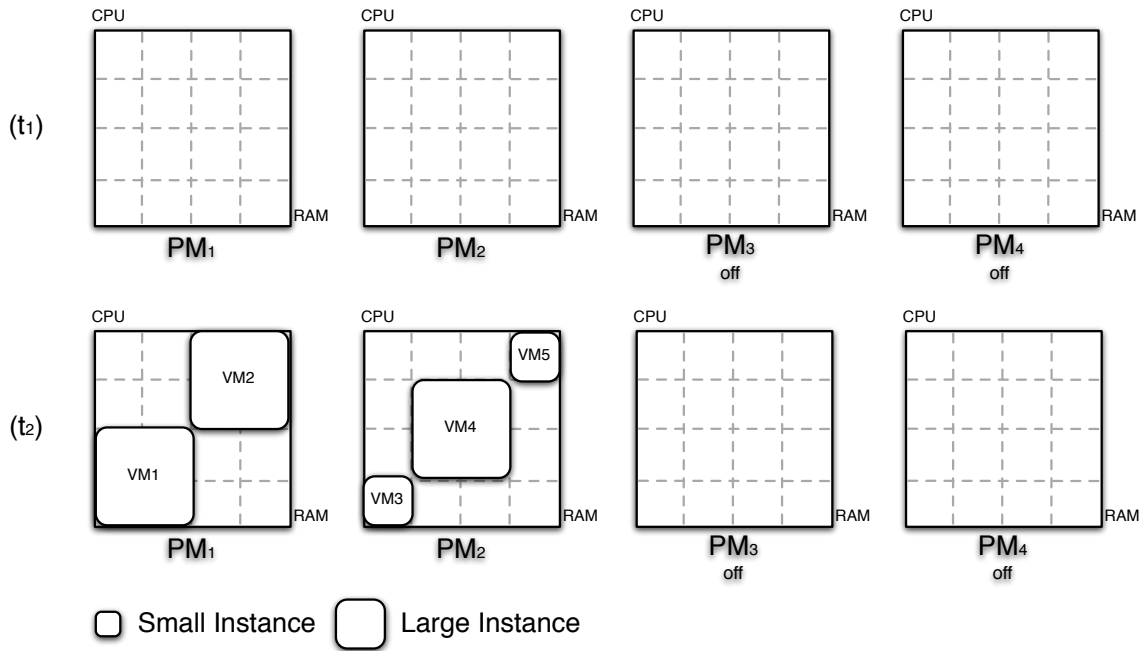 CPU CPU CPU CPU
(t1)
RAM RAM RAM RAM
PM1 PM2 PM3 PM4
off off
CPU CPU CPU CPU
VM2 VM5
(t2) VM4
VM1 VM3
RAM RAM RAM RAM
PM1 PM2 PM3 PM4
off off
Small Instance Large Instance